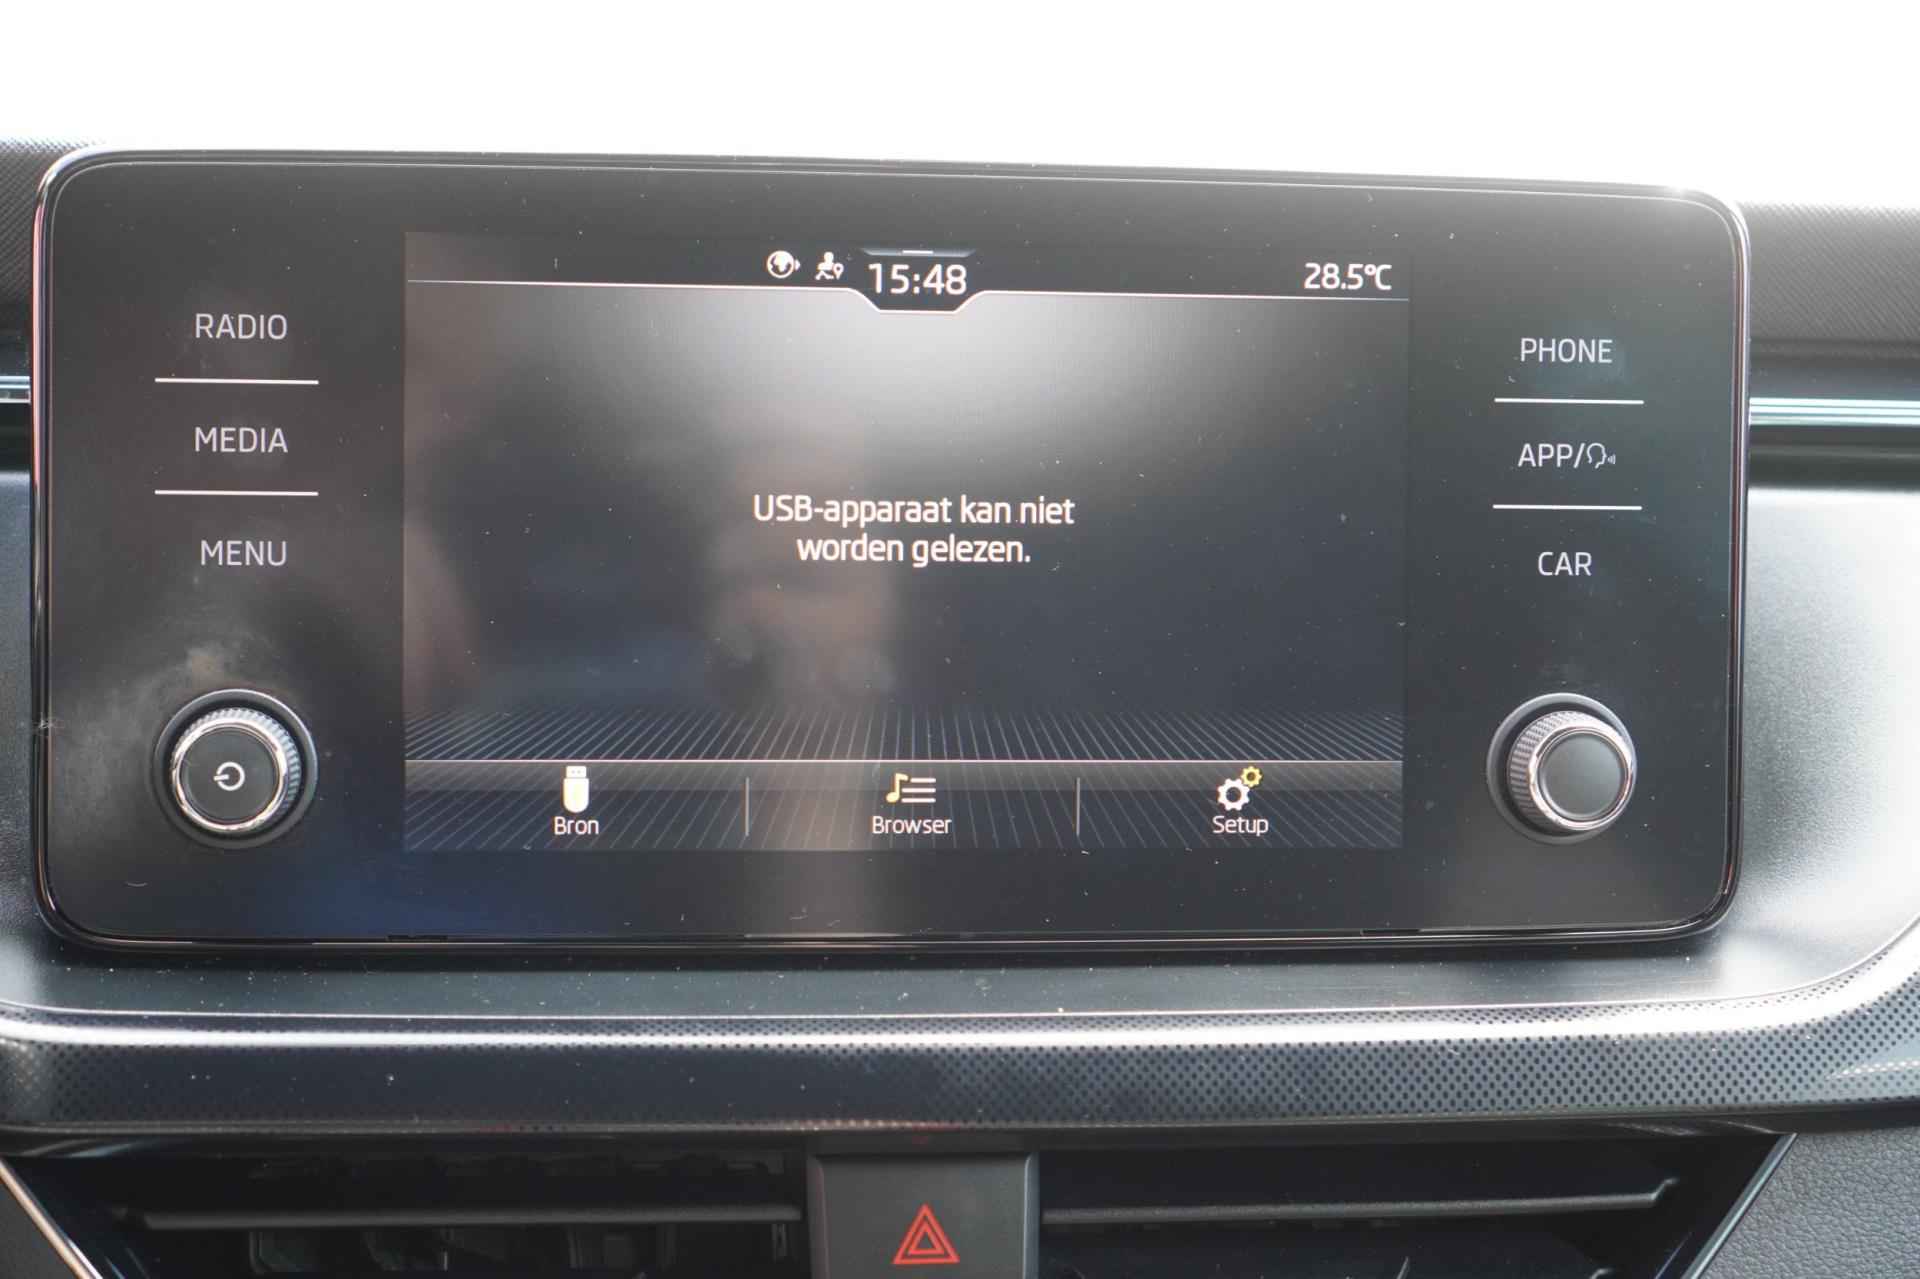 15:48
28.5°C
RADIO
MEDIA
MENU
PHONE
APP/
CAR
USB-apparaat kan niet
worden gelezen.
Bron
Browser
Setup